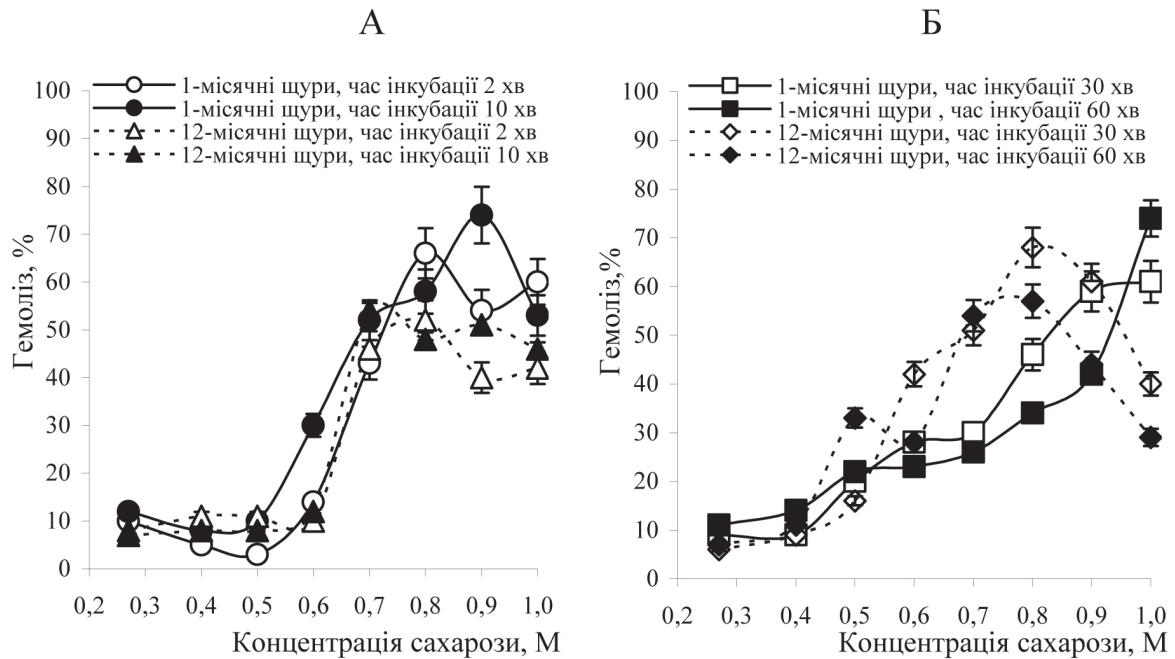 А
1-місячні щури, час інкубації 2 хв
1-місячні щури, час інкубації 10 хв
12-місячні щури, час інкубації 2 хв
12-місячні щури, час інкубації 10 хв
100
90
80
70
60
50
40
30
20
10
0
Гемоліз, %
0,2 0,3 0,4 0,5 0,6 0,7 0,8 0,9 1,0
Концентрація сахарози, М
Б
1-місячні щури, час інкубації 30 хв
1-місячні щури , час інкубації 60 хв
12-місячні щури, час інкубації 30 хв
12-місячні щури, час інкубації 60 хв
100
90
80
70
60
50
40
30
20
10
0
Гемоліз,%
0,2 0,3 0,4 0,5 0,6 0,7 0,8 0,9 1,0
Концентрація сахарози, М